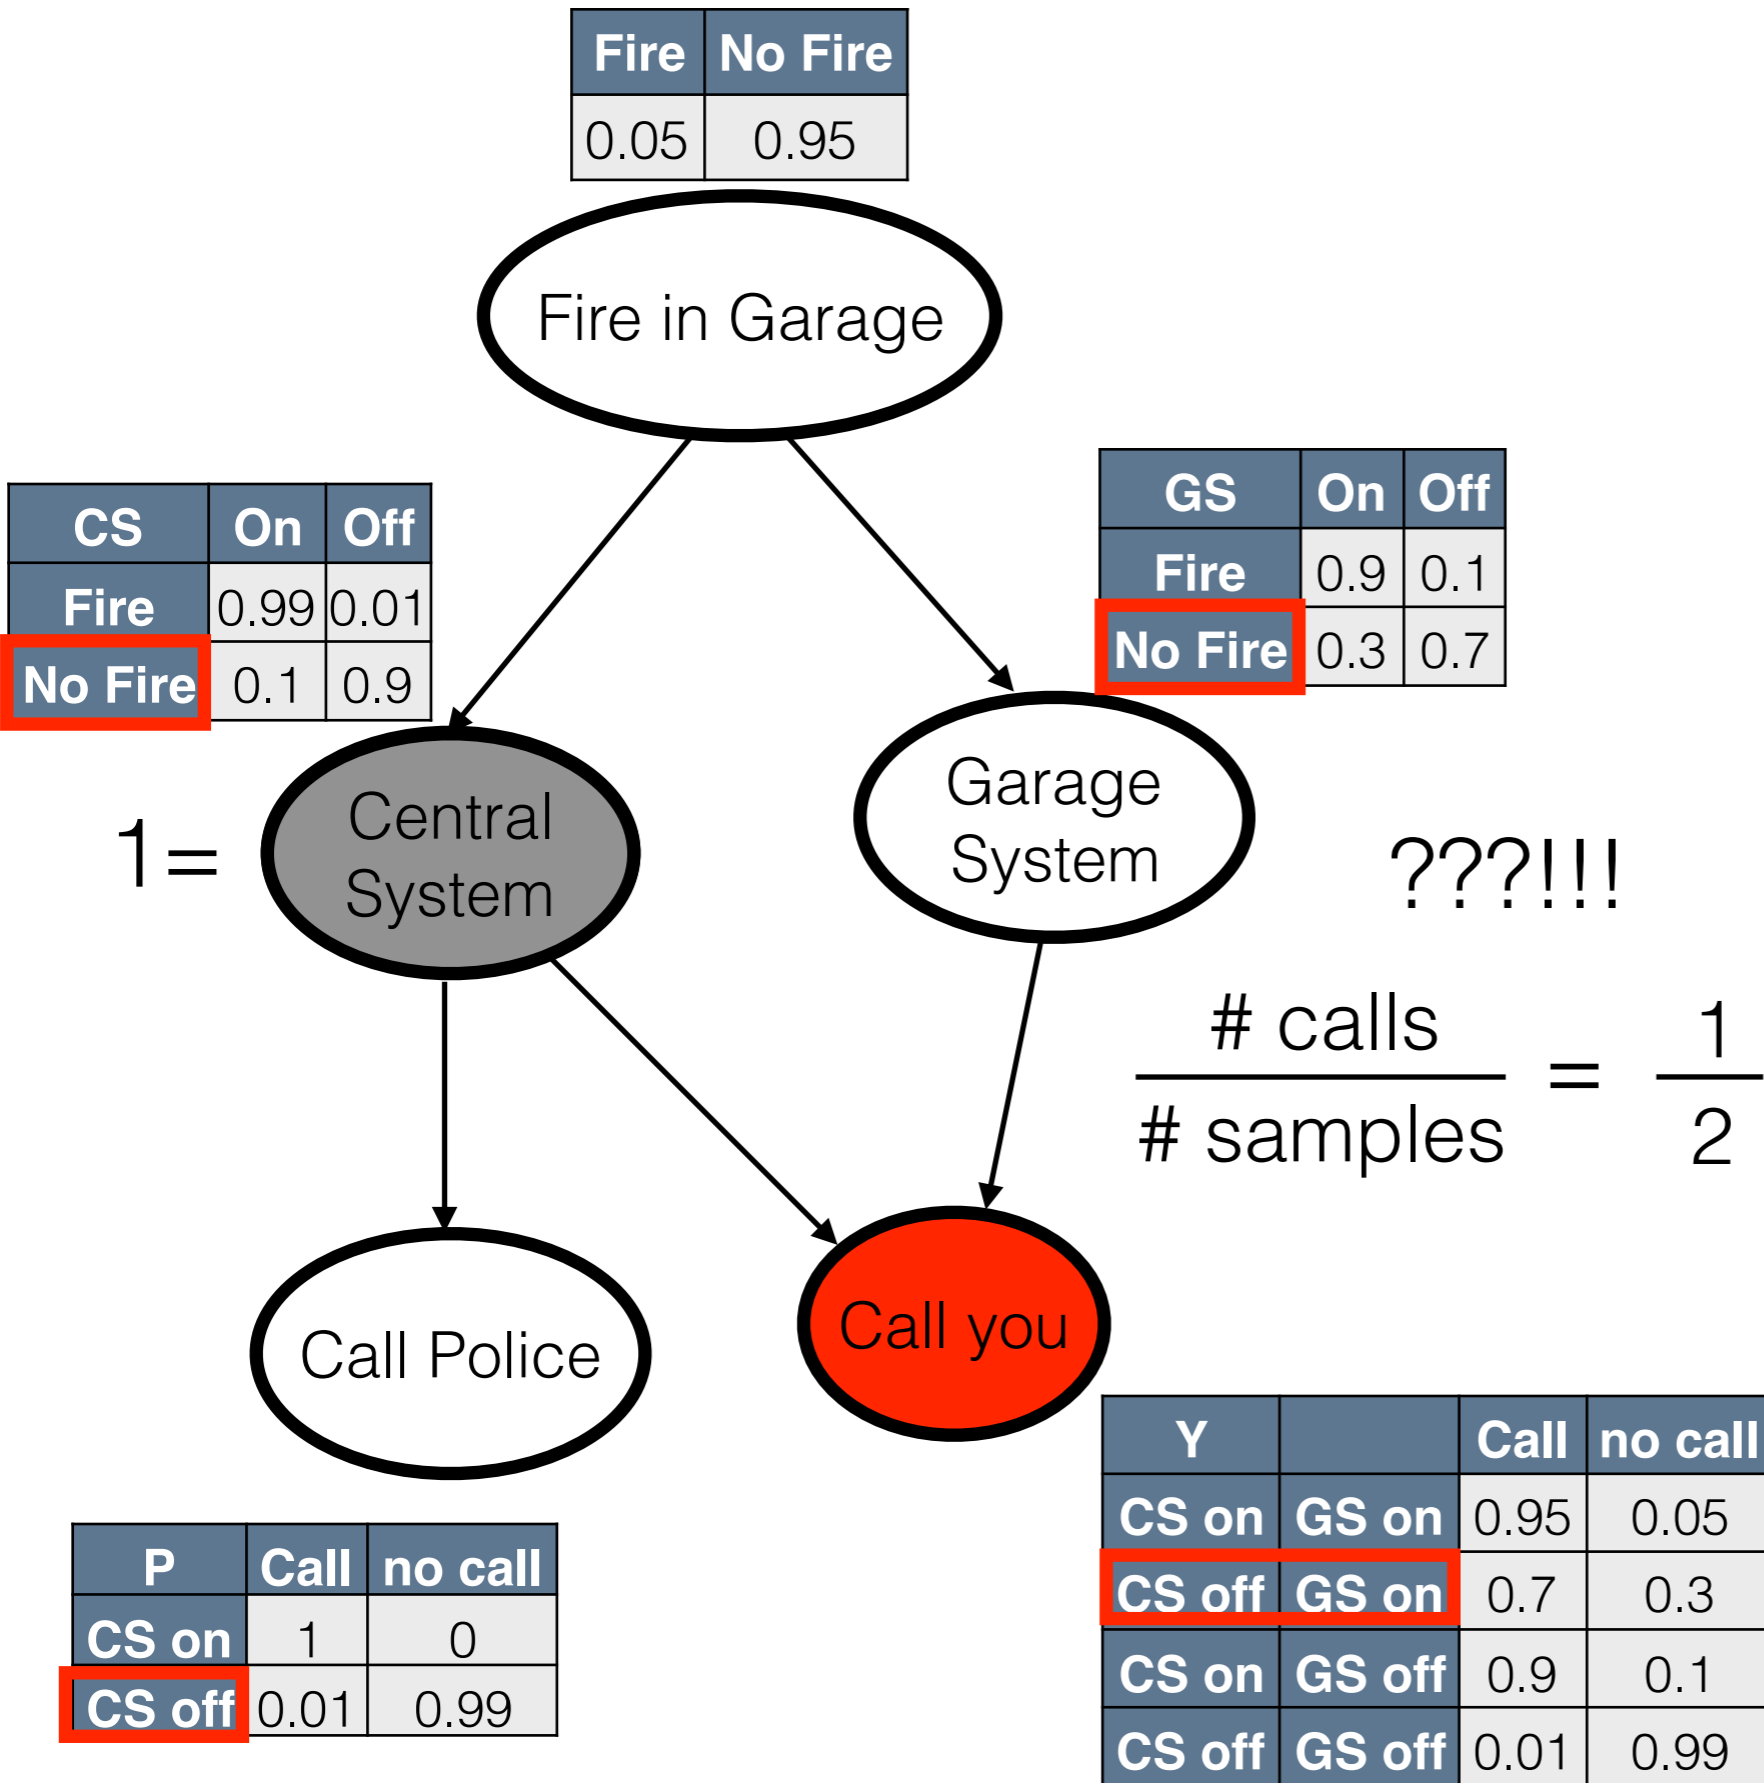 Fire No Fire
0.05 0.95
Fire in Garage
CS On Off
Fire 0.99 0.01
No Fire 0.1 0.9
GS On Off
Fire 0.9 0.1
No Fire 0.3 0.7
1=
Central
System
Garage
System
???!!!
# calls
# samples
=
1
2
Call Police
Call you
P Call no call
CS on 1 0
CS off 0.01 0.99
Y Call no call
CS on GS on 0.95 0.05
CS off GS on 0.7 0.3
CS on GS off 0.9 0.1
CS off GS off 0.01 0.99